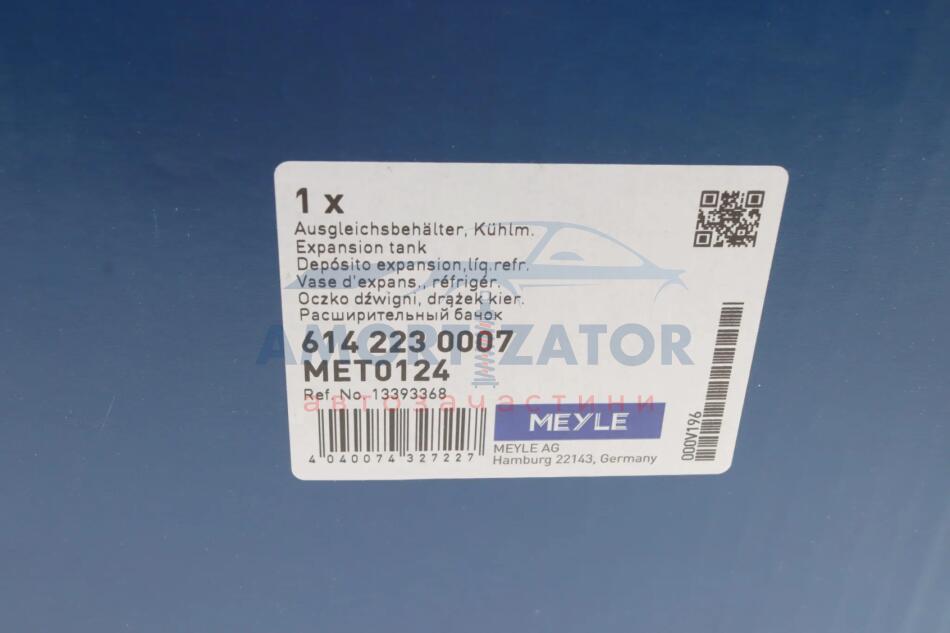 1 x
Ausgleichsbehälter, Kühlm.
Expansion tank
Depósito expansion,líq.refr.
Vase d'expans., réfrigér.
Oczko dźwigni, drążek kier.
Расширительный бачок
614 223 0007
MET0124
Ref. No. 13393368
4 040074 327227
MEYLE
MEYLE AG
Hamburg 22143, Germany
000V196
AMORTIZATOR
автозапчастини